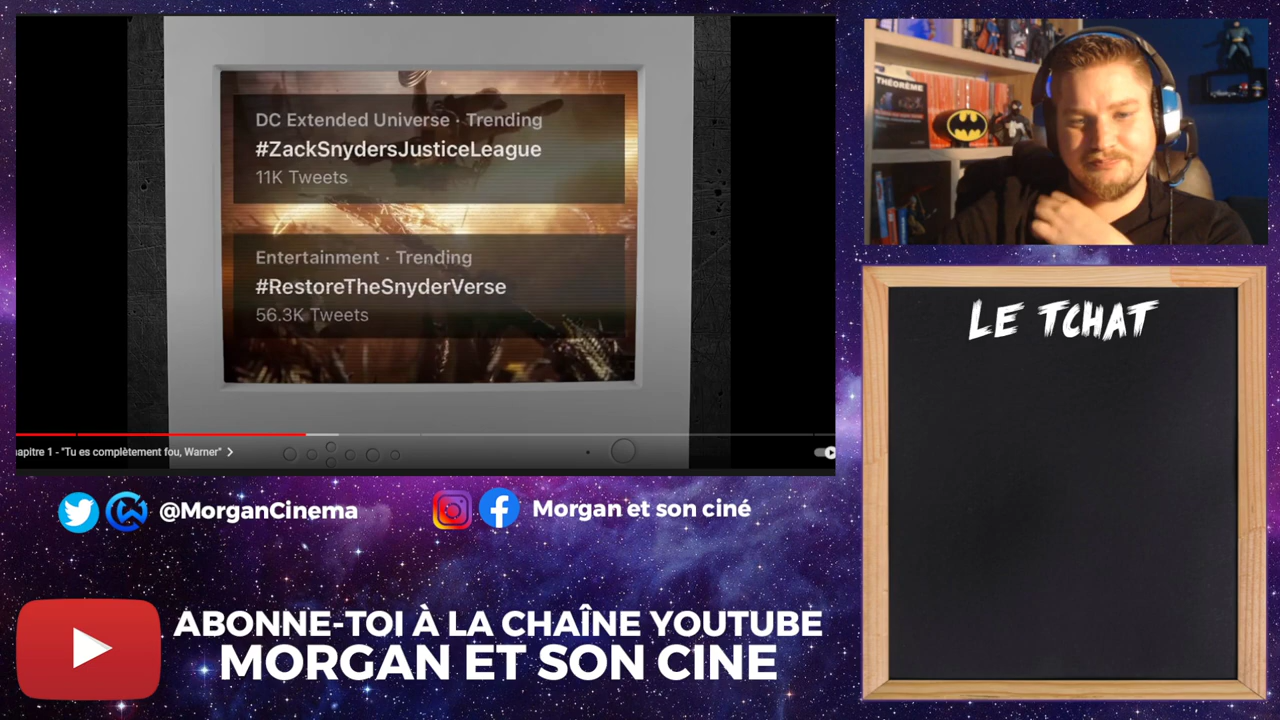 DC Extended Universe · Trending
#ZackSnydersJusticeLeague
11K Tweets
Entertainment · Trending
#RestoreTheSnyderVerse
56.3K Tweets
apitre 1 - "Tu es complètement fou, Warner"
THÉORÈME
LE TCHAT
@MorganCinema
Morgan et son ciné
ABONNE-TOI À LA CHAÎNE YOUTUBE
MORGAN ET SON CINE